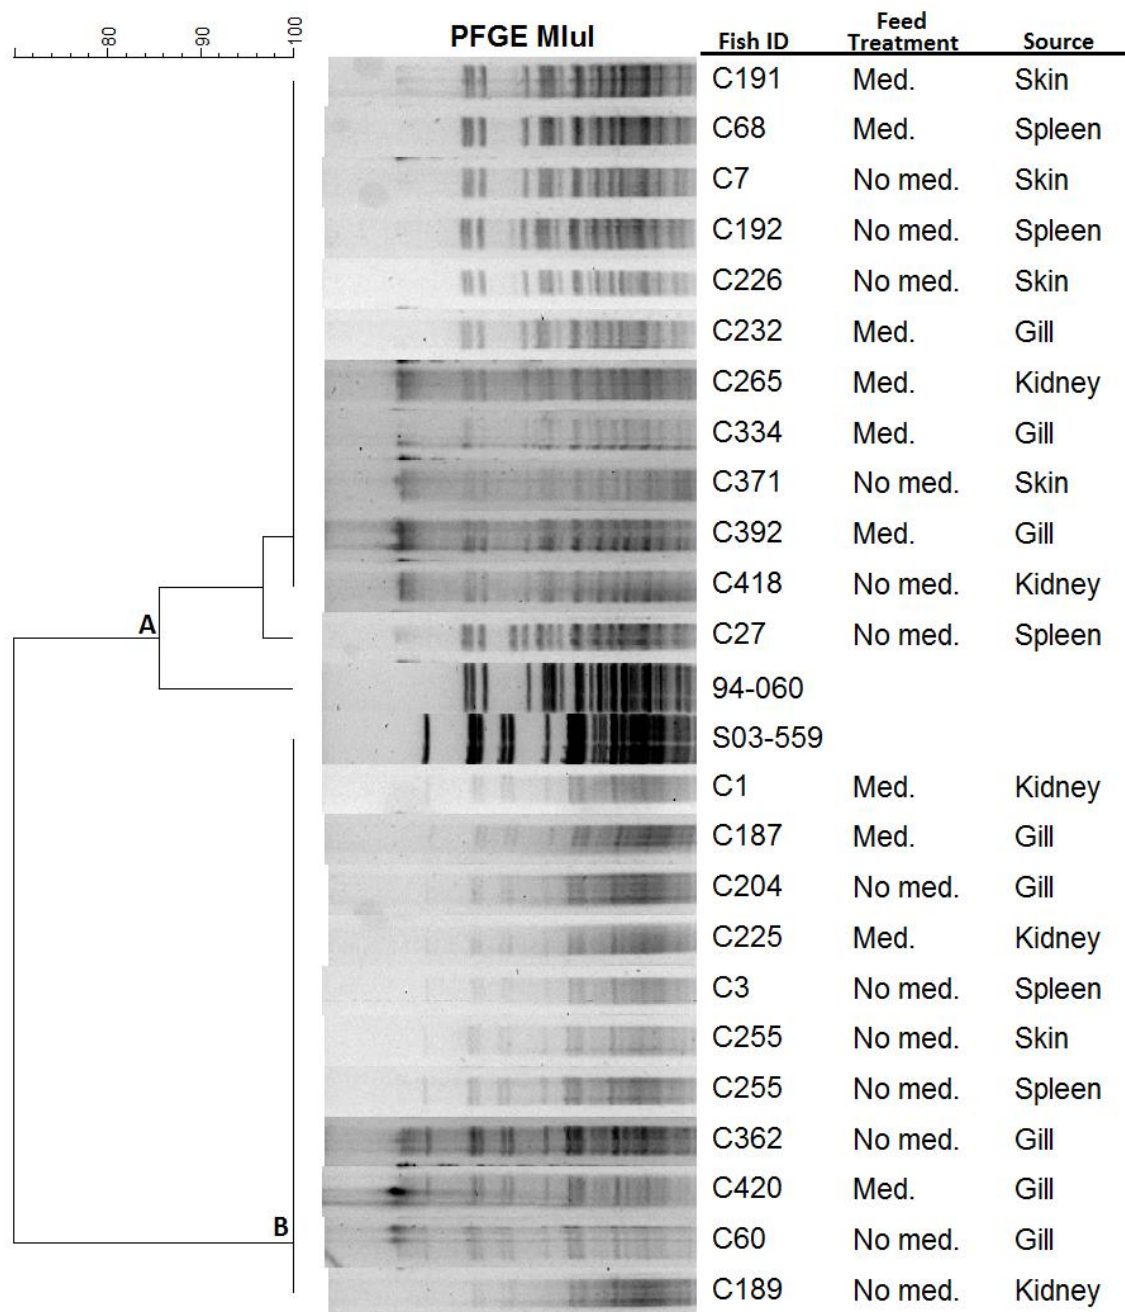 80 90 100
PFGE MluI
Fish ID Feed Treatment Source
C191 Med. Skin
C68 Med. Spleen
C7 No med. Skin
C192 No med. Spleen
C226 No med. Skin
C232 Med. Gill
C265 Med. Kidney
C334 Med. Gill
C371 No med. Skin
C392 Med. Gill
C418 No med. Kidney
A
C27 No med. Spleen
94-060
S03-559
C1 Med. Kidney
C187 Med. Gill
C204 No med. Gill
C225 Med. Kidney
C3 No med. Spleen
C255 No med. Skin
C255 No med. Spleen
C362 No med. Gill
C420 Med. Gill
B
C60 No med. Gill
C189 No med. Kidney